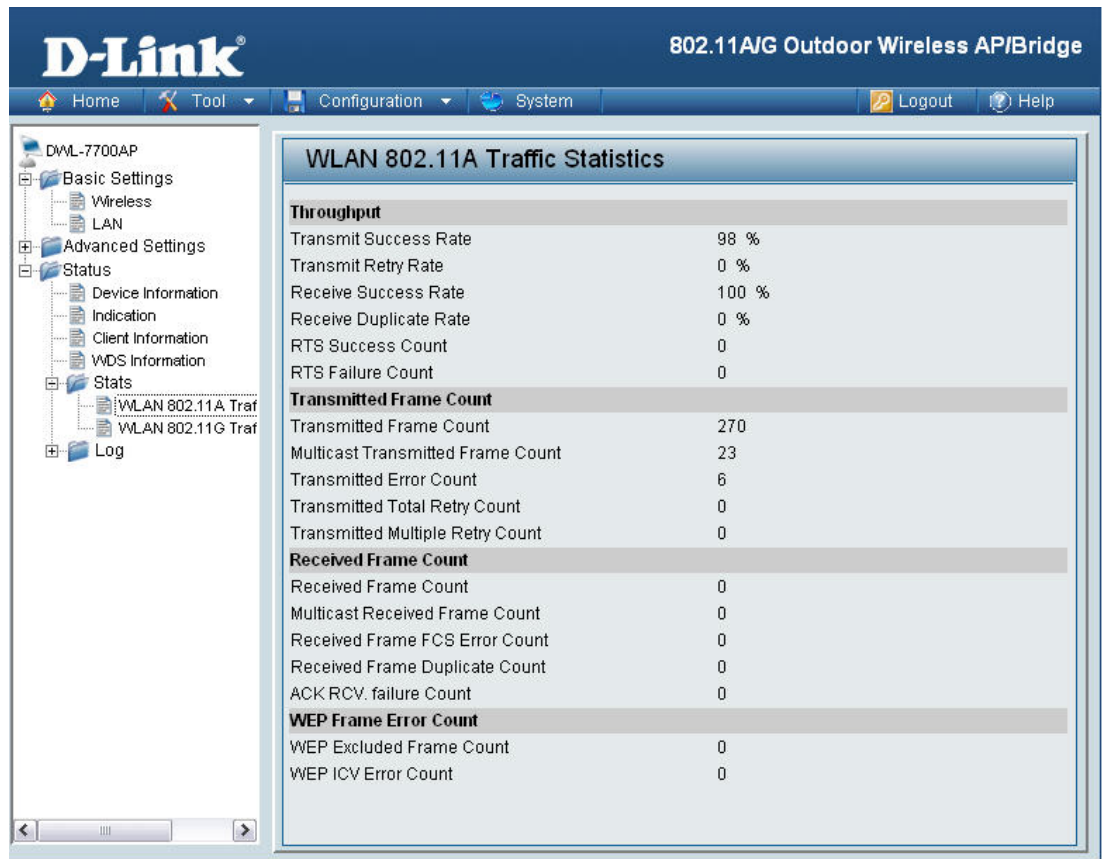 D-Link®
802.11A/G Outdoor Wireless AP/Bridge
Home Tool Configuration System Logout Help
DWL-7700AP
Basic Settings
Wireless
LAN
Advanced Settings
Status
Device Information
Indication
Client Information
WDS Information
Stats
WLAN 802.11A Traf
WLAN 802.11G Traf
Log
WLAN 802.11A Traffic Statistics
Throughput
Transmit Success Rate 98 %
Transmit Retry Rate 0 %
Receive Success Rate 100 %
Receive Duplicate Rate 0 %
RTS Success Count 0
RTS Failure Count 0
Transmitted Frame Count
Transmitted Frame Count 270
Multicast Transmitted Frame Count 23
Transmitted Error Count 6
Transmitted Total Retry Count 0
Transmitted Multiple Retry Count 0
Received Frame Count
Received Frame Count 0
Multicast Received Frame Count 0
Received Frame FCS Error Count 0
Received Frame Duplicate Count 0
ACK RCV. failure Count 0
WEP Frame Error Count
WEP Excluded Frame Count 0
WEP ICV Error Count 0